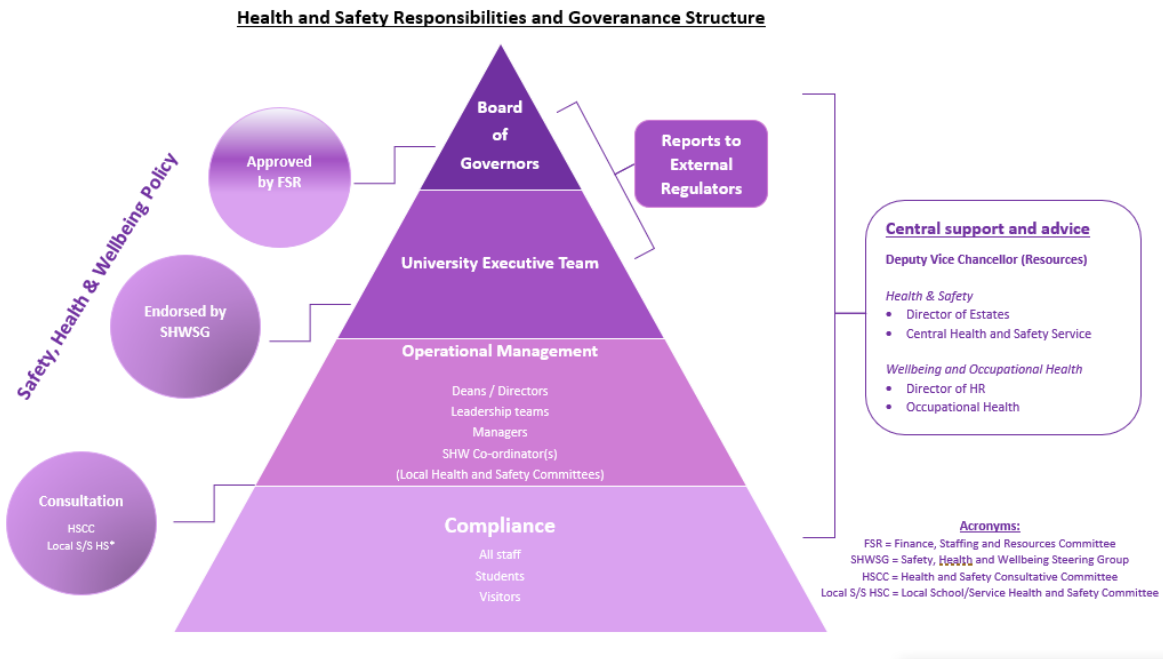 Health and Safety Responsibilities and Goveranance Structure
Safety, Health & Wellbeing Policy
Approved
by FSR
Endorsed by
SHWSG
Consultation
HSCC
Local S/S HS*
Board
of
Governors
University Executive Team
Operational Management
Deans / Directors
Leadership teams
Managers
SHW Co-ordinator(s)
(Local Health and Safety Committees)
Compliance
All staff
Students
Visitors
Reports to
External
Regulators
Central support and advice
Deputy Vice Chancellor (Resources)
Health & Safety
• Director of Estates
• Central Health and Safety Service
Wellbeing and Occupational Health
• Director of HR
• Occupational Health
Acronyms:
FSR = Finance, Staffing and Resources Committee
SHWSG = Safety, Health and Wellbeing Steering Group
HSCC = Health and Safety Consultative Committee
Local S/S HSC = Local School/Service Health and Safety Committee